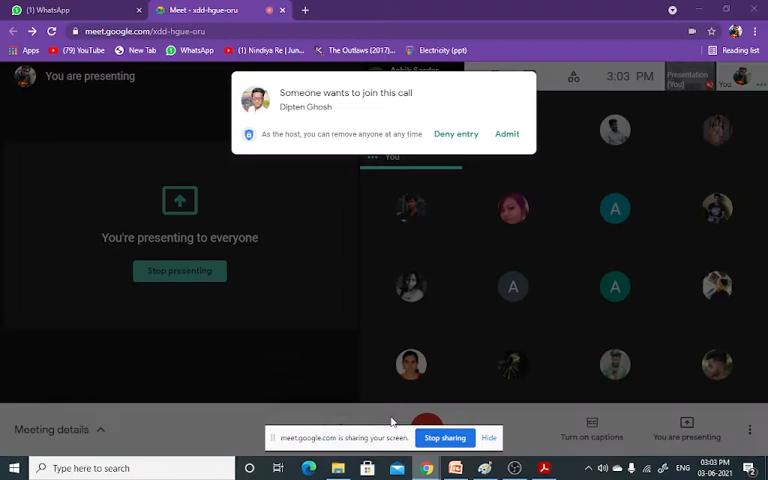 (1) WhatsApp
Meet - xdd-hgue-oru
meet.google.com/xdd-hgue-oru
Apps
(79) YouTube
New Tab
WhatsApp
(1) Nindiya Re | Jun...
The Outlaws (2017)...
Electricity (ppt)
Reading list
You are presenting
3:03 PM
Presentation
(You)
You
Someone wants to join this call
Dipten Ghosh
As the host, you can remove anyone at any time
Deny entry
Admit
You
A
You're presenting to everyone
Stop presenting
A
A
Meeting details
meet.google.com is sharing your screen.
Stop sharing
Hide
Turn on captions
You are presenting
Type here to search
ENG
03:03 PM
03-06-2021
2